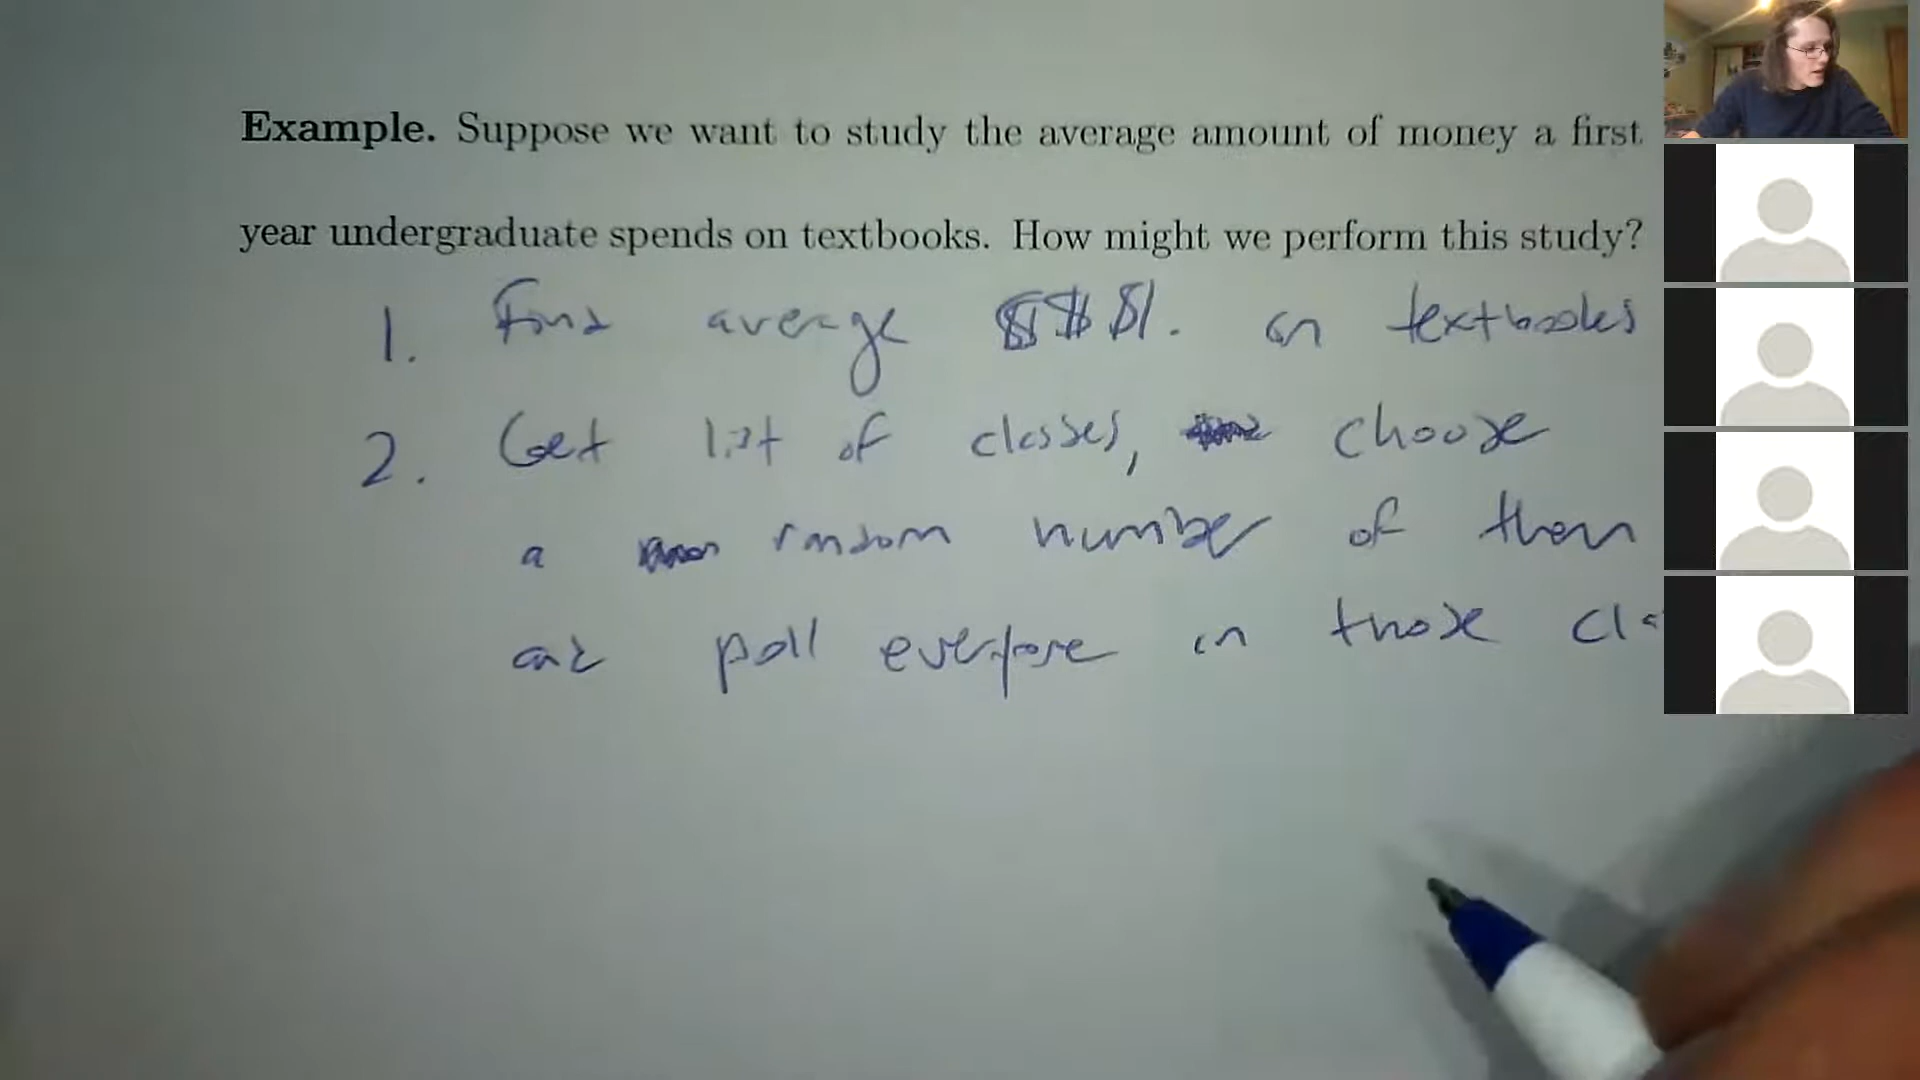 Example. Suppose we want to study the average amount of money a first
year undergraduate spends on textbooks. How might we perform this study?
1. Find average $$$. on textbooks
2. Get list of classes, choose
a random number of them
and poll everyone in those cla